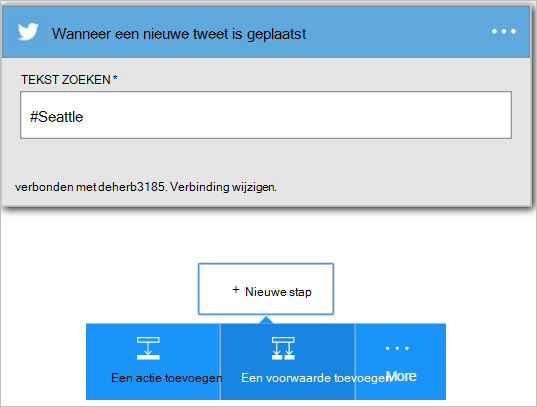 Wanneer een nieuwe tweet is geplaatst
TEKST ZOEKEN *
#Seattle
verbonden met deherb3185. Verbinding wijzigen.
+ Nieuwe stap
Een actie toevoegen Een voorwaarde toevoegen More